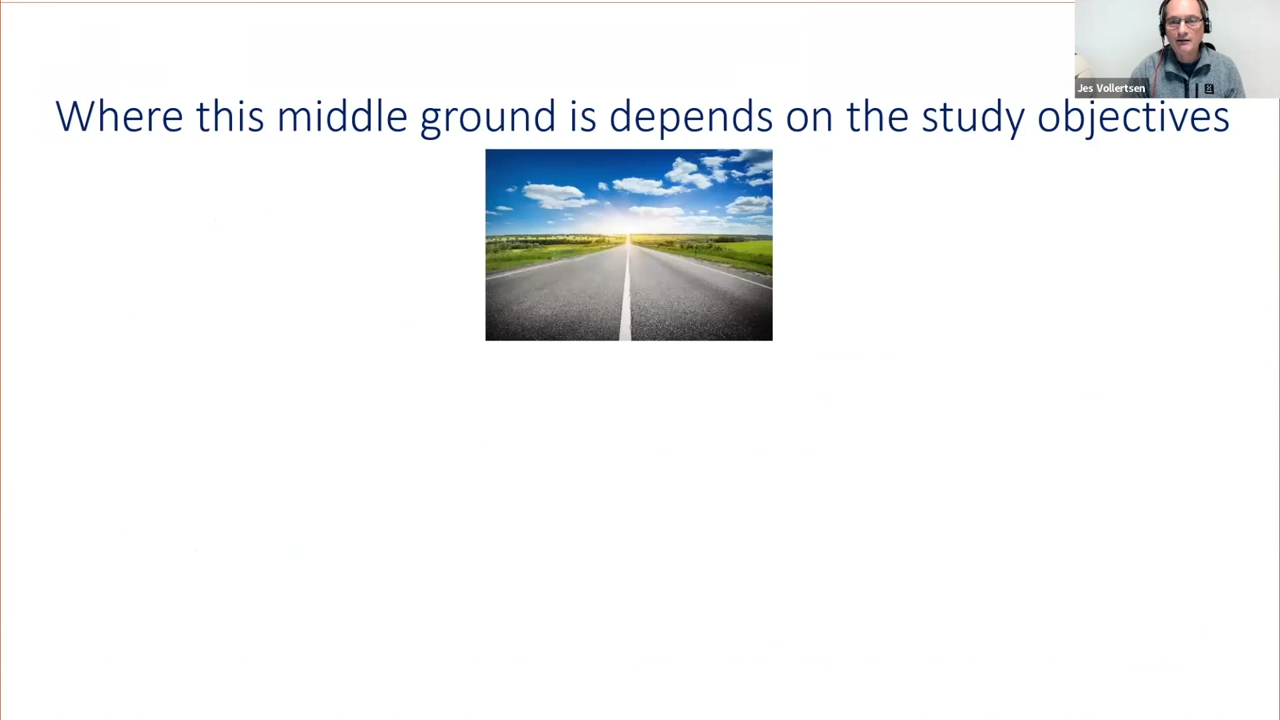 Jes Vollertsen
Where this middle ground is depends on the study objectives